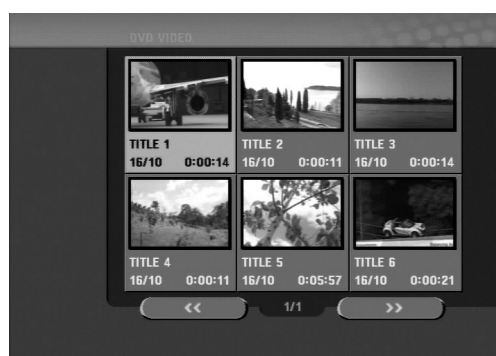 DVD VIDEO
TITLE 1
16/10 0:00:14
TITLE 2
16/10 0:00:11
TITLE 3
16/10 0:00:14
TITLE 4
16/10 0:00:11
TITLE 5
16/10 0:05:57
TITLE 6
16/10 0:00:21
<< 1/1 >>